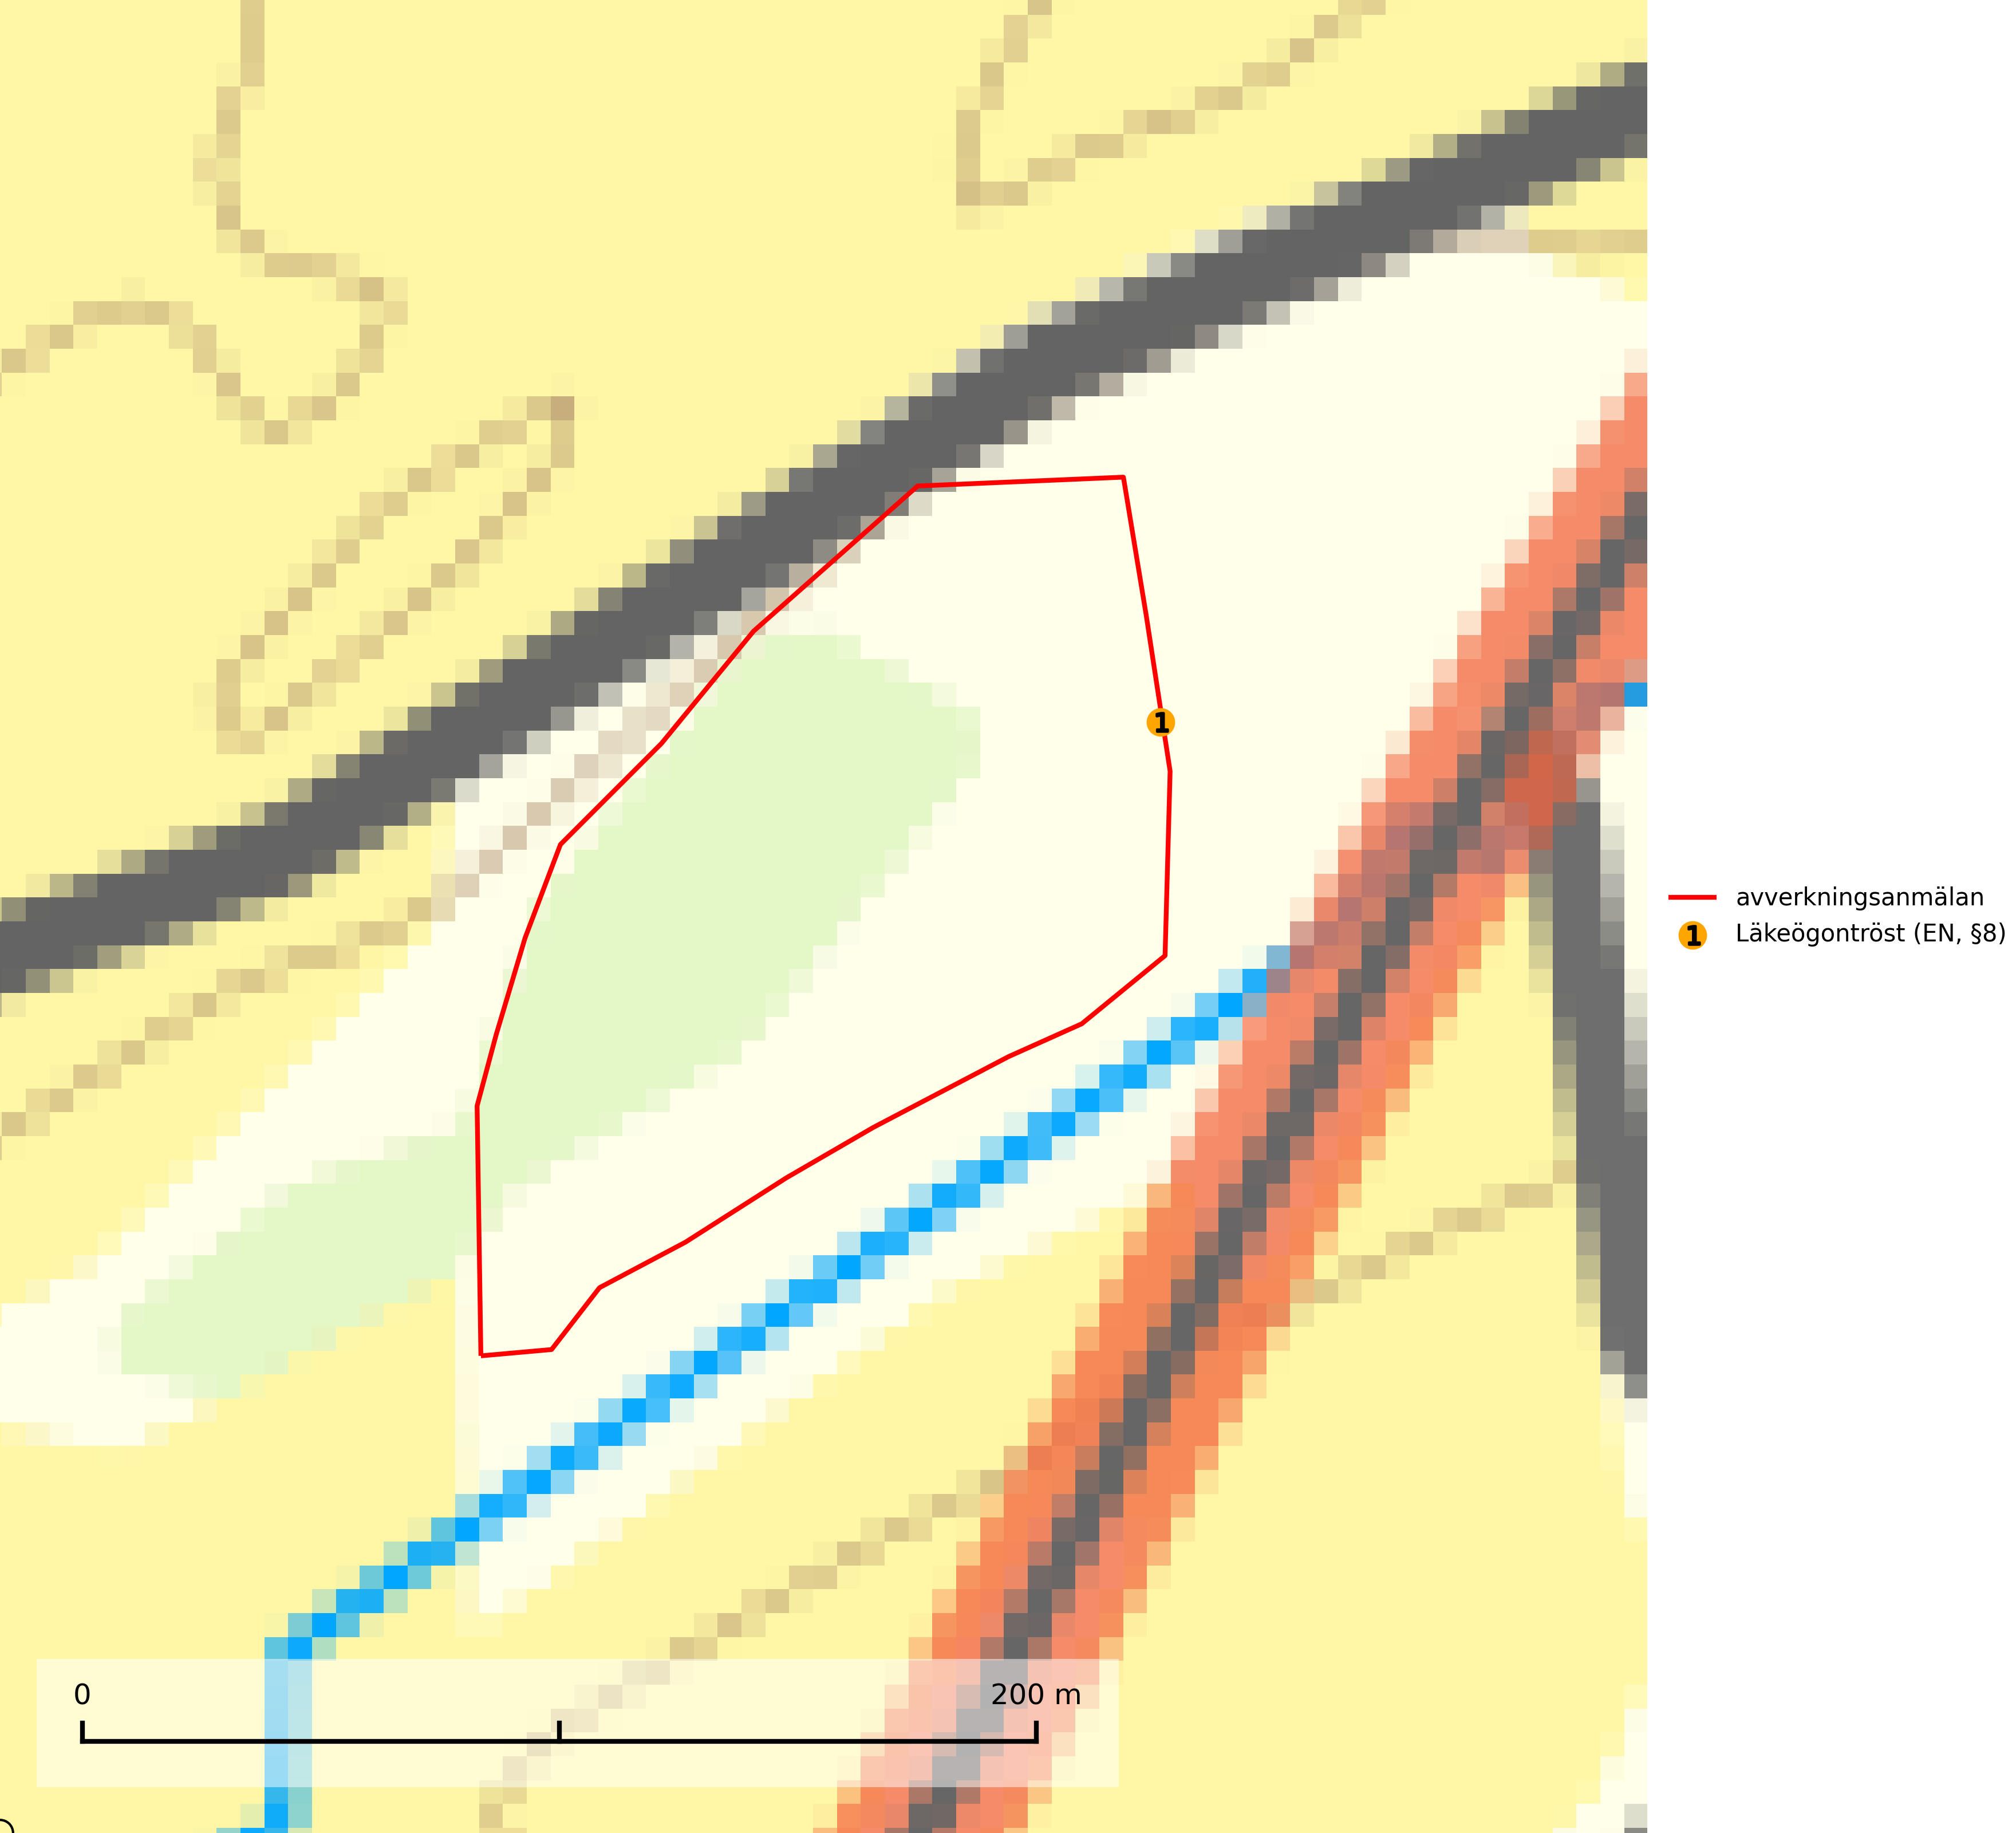 1
avverkningsanmälan
1 Läkeögontröst (EN, §8)
0 200 m